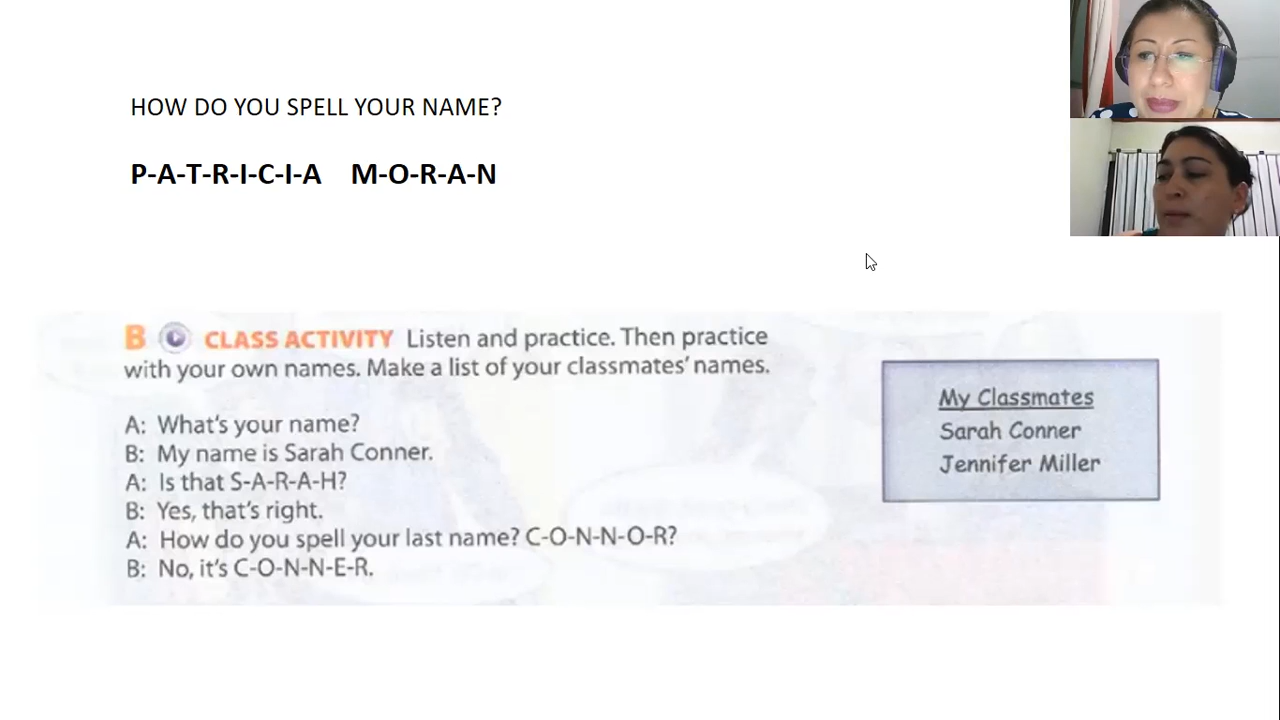 HOW DO YOU SPELL YOUR NAME?
P-A-T-R-I-C-I-A M-O-R-A-N
B CLASS ACTIVITY Listen and practice. Then practice
with your own names. Make a list of your classmates' names.
A: What's your name?
B: My name is Sarah Conner.
A: Is that S-A-R-A-H?
B: Yes, that's right.
A: How do you spell your last name? C-O-N-N-O-R?
B: No, it's C-O-N-N-E-R.
My Classmates
Sarah Conner
Jennifer Miller